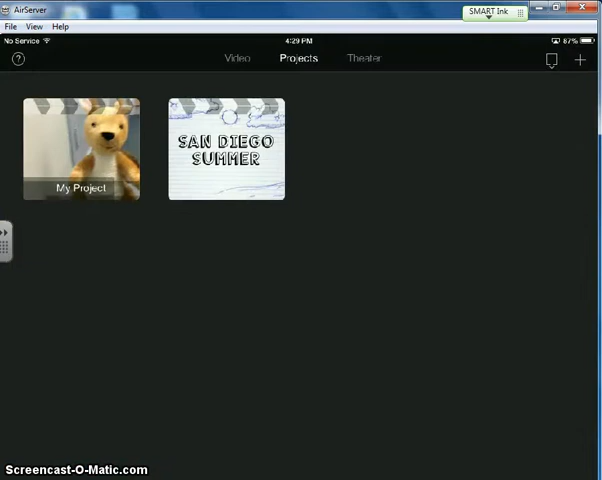 AirServer
SMART Ink
File View Help
No Service 4:29 PM 87%
? Video Projects Theater +
My Project
SAN DIEGO
SUMMER
Screencast-O-Matic.com